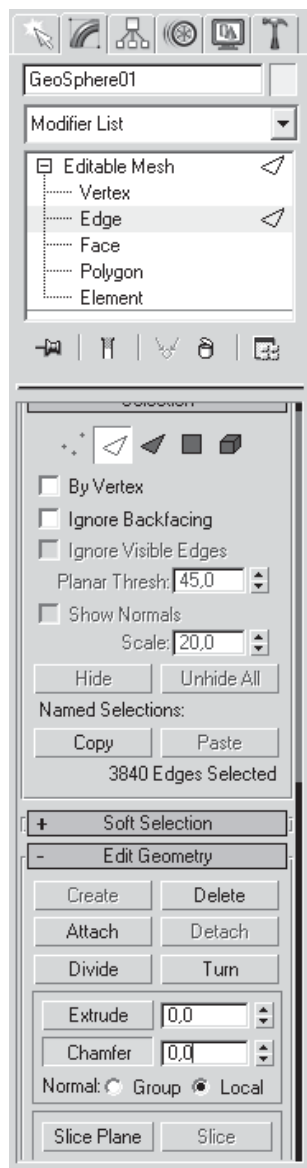 GeoSphere01
Modifier List
Editable Mesh
Vertex
Edge
Face
Polygon
Element
Selection
By Vertex
Ignore Backfacing
Ignore Visible Edges
Planar Thresh: 45,0
Show Normals
Scale: 20,0
Hide Unhide All
Named Selections:
Copy Paste
3840 Edges Selected
+ Soft Selection
- Edit Geometry
Create Delete
Attach Detach
Divide Turn
Extrude 0,0
Chamfer 0,0
Normal: Group Local
Slice Plane Slice